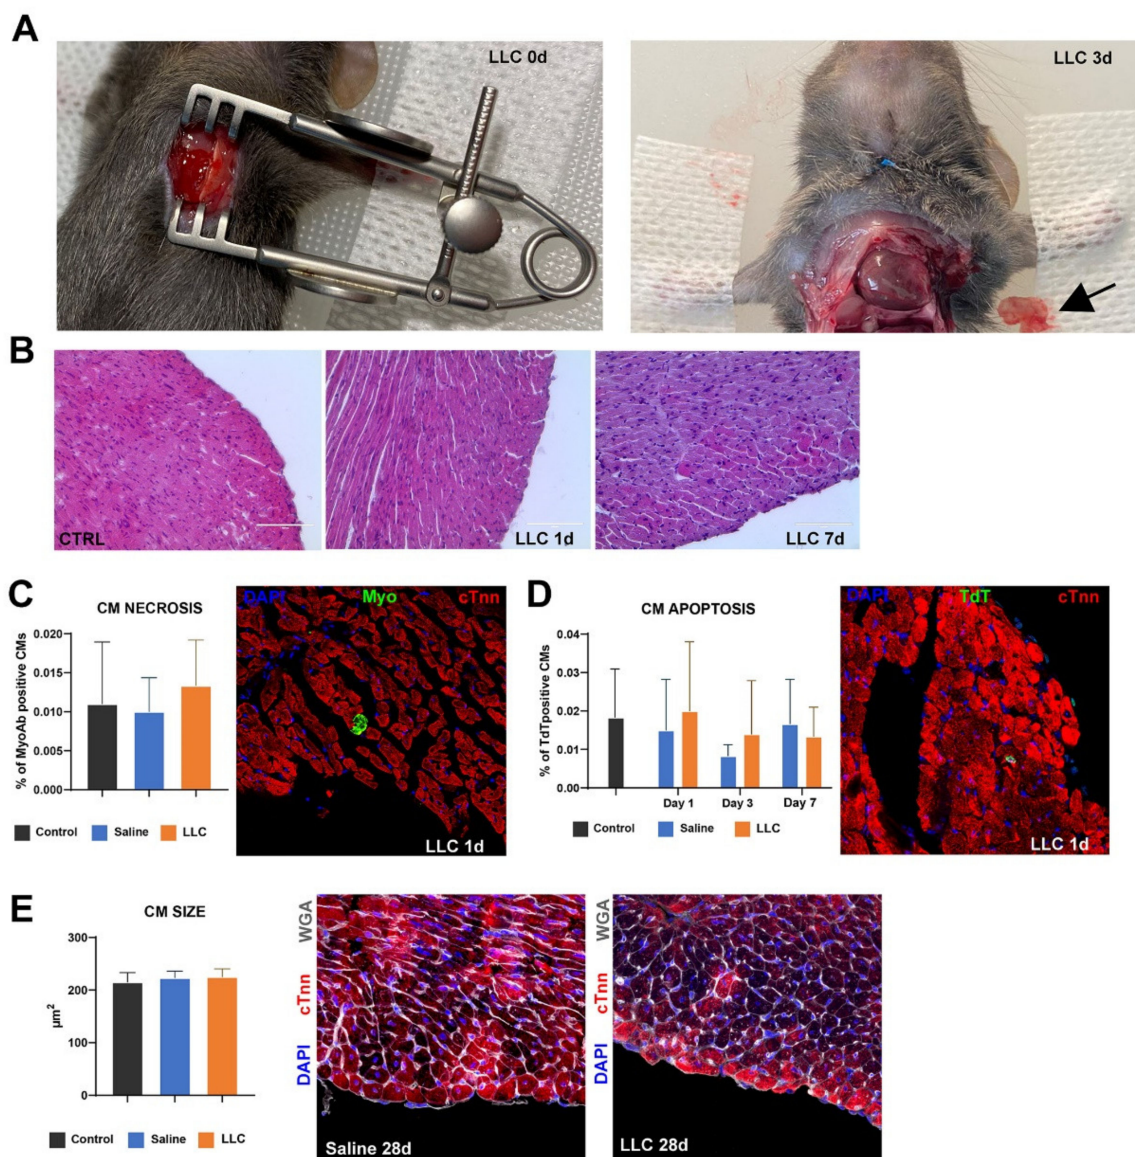 A
LLC 0d
LLC 3d
B
CTRL
LLC 1d
LLC 7d
C
CM NECROSIS
% of MyoAb positive CMs
0.020
0.015
0.010
0.005
0.000
Control
Saline
LLC
DAPI
Myo
cTnn
LLC 1d
D
CM APOPTOSIS
% of TdTpositive CMs
0.04
0.03
0.02
0.01
0.00
Day 1
Day 3
Day 7
Control
Saline
LLC
DAPI
TdT
cTnn
LLC 1d
E
CM SIZE
µm²
300
200
100
0
Control
Saline
LLC
DAPI cTnn WGA
Saline 28d
DAPI cTnn WGA
LLC 28d